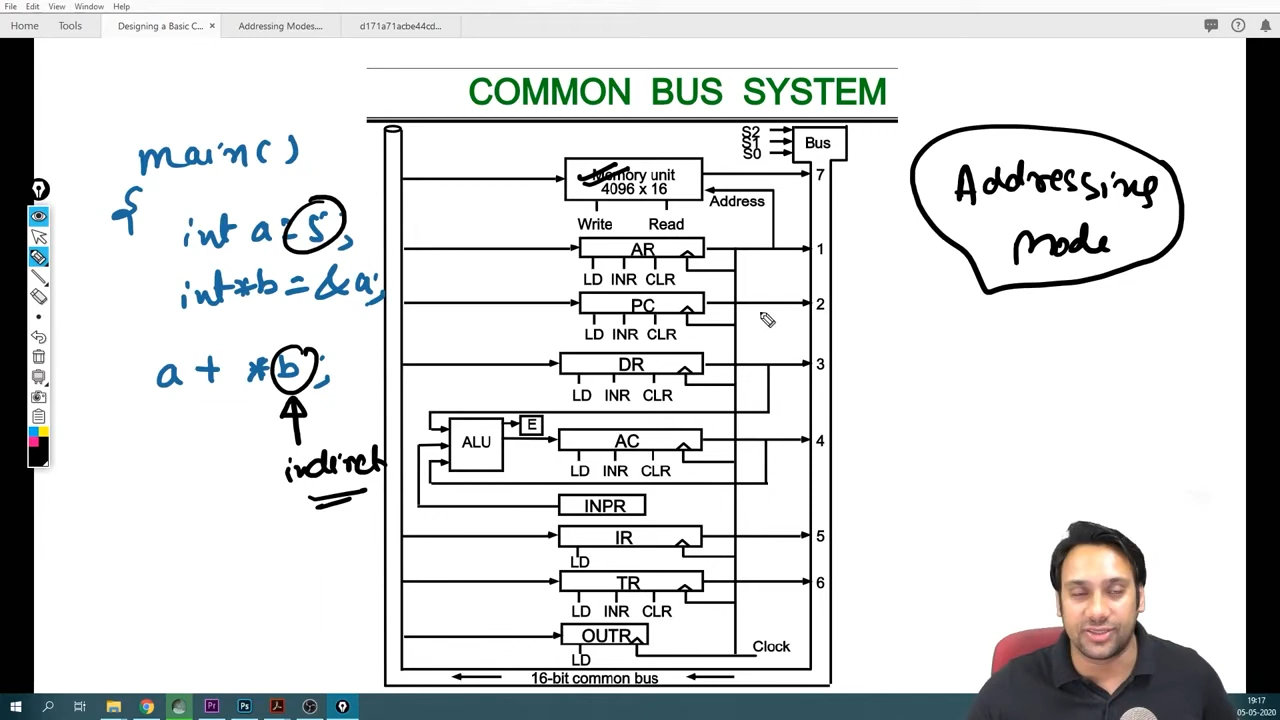 File Edit View Window Help
Home Tools Designing a Basic C... × Addressing Modes.... d171a71acbe44cd...
COMMON BUS SYSTEM
main( )
{
int a = 5;
int *b = &a;
a + *b;
indirect
S2
S1
S0
Bus
Memory unit
4096 x 16
7
Address
Write Read
AR
1
LD INR CLR
PC
2
LD INR CLR
DR
3
LD INR CLR
E
ALU
AC
4
LD INR CLR
INPR
IR
5
LD
TR
6
LD INR CLR
OUTR
LD
Clock
16-bit common bus
Addressing
Mode
19:17
05-05-2020